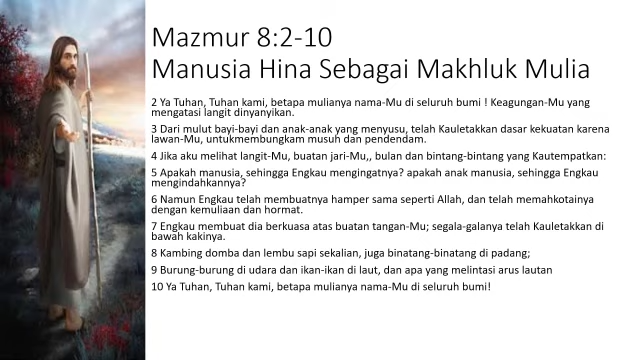 Mazmur 8:2-10
Manusia Hina Sebagai Makhluk Mulia
2 Ya Tuhan, Tuhan kami, betapa mulianya nama-Mu di seluruh bumi ! Keagungan-Mu yang
mengatasi langit dinyanyikan.
3 Dari mulut bayi-bayi dan anak-anak yang menyusu, telah Kauletakkan dasar kekuatan karena
lawan-Mu, untukmembungkam musuh dan pendendam.
4 Jika aku melihat langit-Mu, buatan jari-Mu,, bulan dan bintang-bintang yang Kautempatkan:
5 Apakah manusia, sehingga Engkau mengingatnya? apakah anak manusia, sehingga Engkau
mengindahkannya?
6 Namun Engkau telah membuatnya hamper sama seperti Allah, dan telah memahkotainya
dengan kemuliaan dan hormat.
7 Engkau membuat dia berkuasa atas buatan tangan-Mu; segala-galanya telah Kauletakkan di
bawah kakinya.
8 Kambing domba dan lembu sapi sekalian, juga binatang-binatang di padang;
9 Burung-burung di udara dan ikan-ikan di laut, dan apa yang melintasi arus lautan
10 Ya Tuhan, Tuhan kami, betapa mulianya nama-Mu di seluruh bumi!